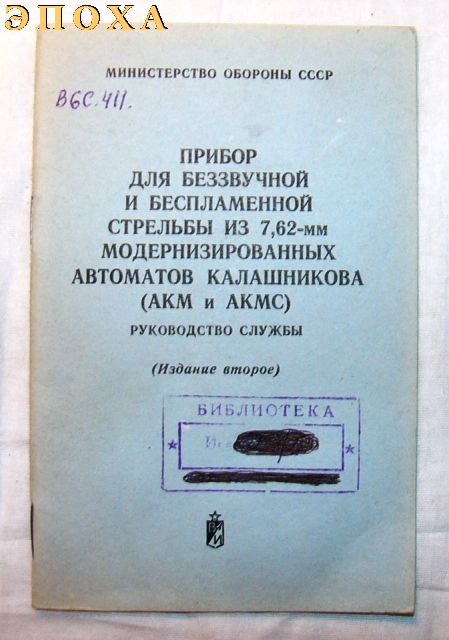 ЭПОХА
МИНИСТЕРСТВО ОБОРОНЫ СССР
В6С.411.
ПРИБОР
ДЛЯ БЕЗЗВУЧНОЙ
И БЕСПЛАМЕННОЙ
СТРЕЛЬБЫ ИЗ 7,62-мм
МОДЕРНИЗИРОВАННЫХ
АВТОМАТОВ КАЛАШНИКОВА
(АКМ и АКМС)
РУКОВОДСТВО СЛУЖБЫ
(Издание второе)
БИБЛИОТЕКА